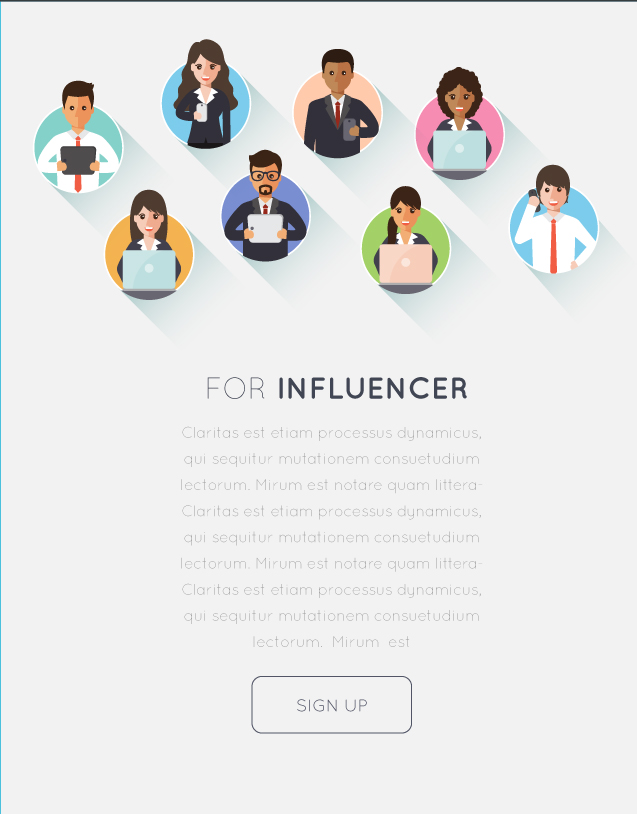 FOR INFLUENCER
Claritas est etiam processus dynamicus,
qui sequitur mutationem consuetudium
lectorum. Mirum est notare quam littera-
Claritas est etiam processus dynamicus,
qui sequitur mutationem consuetudium
lectorum. Mirum est notare quam littera-
Claritas est etiam processus dynamicus,
qui sequitur mutationem consuetudium
lectorum. Mirum est
SIGN UP